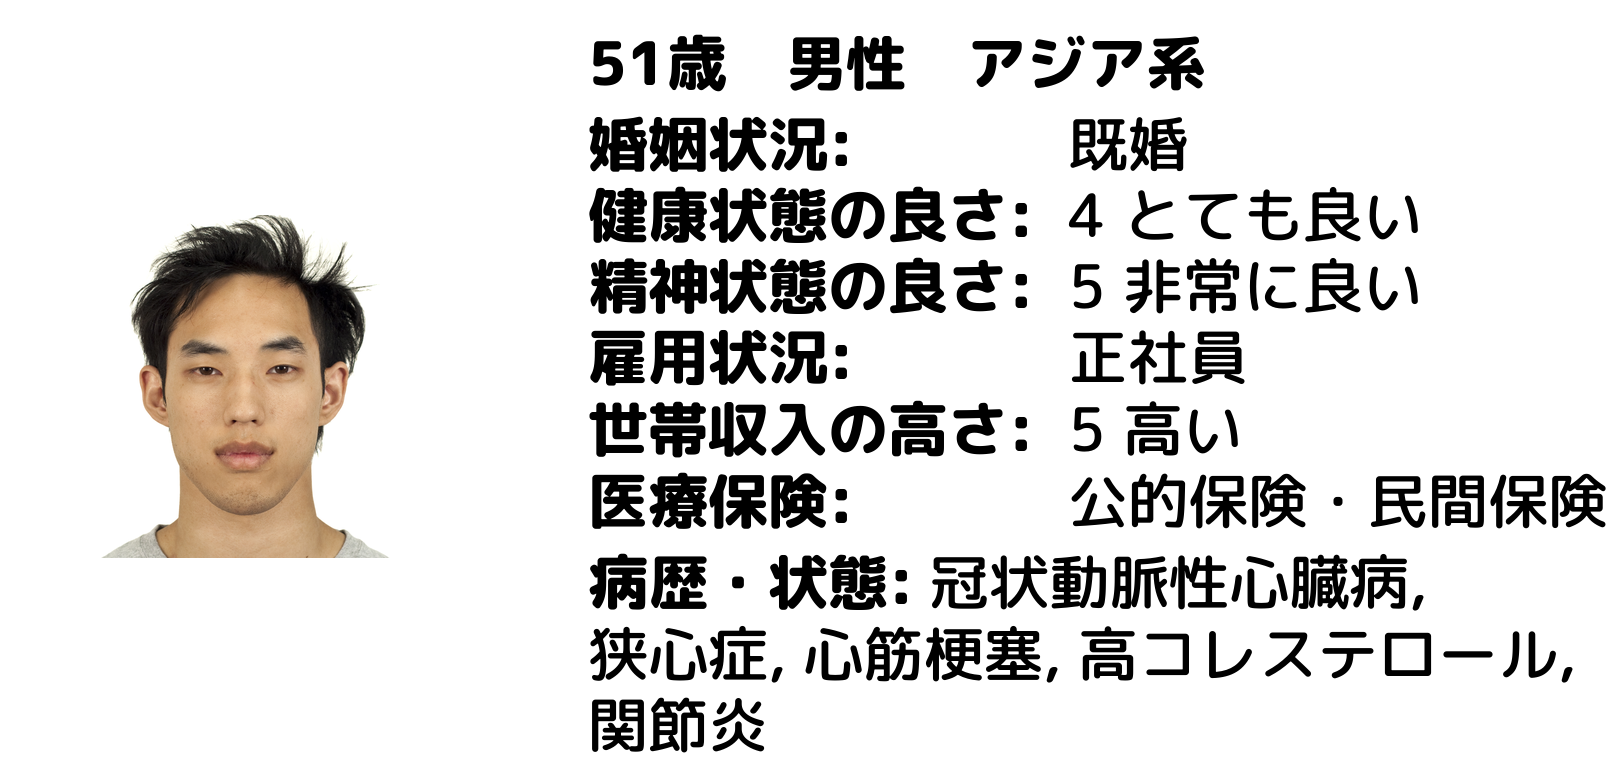 51歳　男性　アジア系
婚姻状況: 既婚
健康状態の良さ: 4 とても良い
精神状態の良さ: 5 非常に良い
雇用状況: 正社員
世帯収入の高さ: 5 高い
医療保険: 公的保険・民間保険
病歴・状態: 冠状動脈性心臓病,
狭心症, 心筋梗塞, 高コレステロール,
関節炎